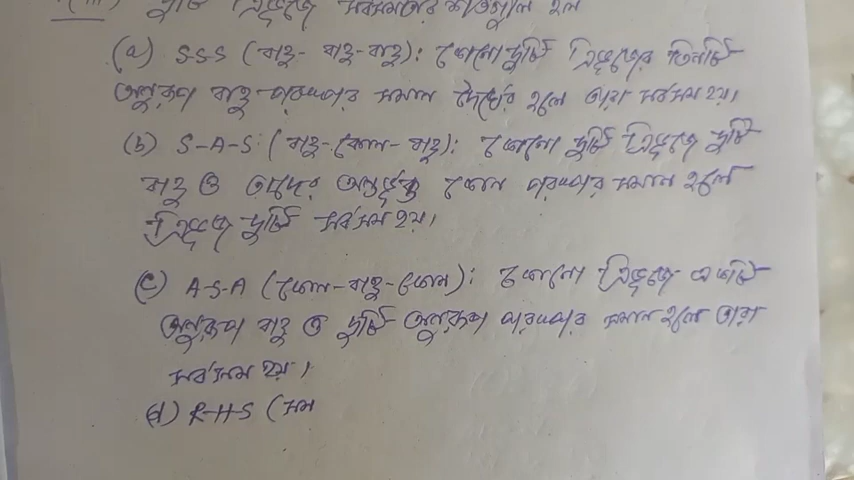 (iii) দুটি ত্রিভুজে সর্বসমতার শর্তগুলি হল
(a) S-S-S (বাহু-বাহু-বাহু): কোনো দুটি ত্রিভুজের তিনটি
অনুরূপ বাহু পরস্পর সমান দৈর্ঘ্যের হলে তারা সর্বসম হয়।
(b) S-A-S: (বাহু-কোন-বাহু): কোনো দুটি ত্রিভুজে দুটি
বাহু ও তাদের অন্তর্ভুক্ত কোন পরস্পর সমান হলে
ত্রিভুজ দুটি সর্বসম হয়।
(c) A-S-A (কোন-বাহু-কোন): কোনো ত্রিভুজে একটি
অনুরূপ বাহু ও দুটি অনুরূপ পরস্পর সমান হলে তারা
সর্বসম হয়।
(d) R-H-S (সম